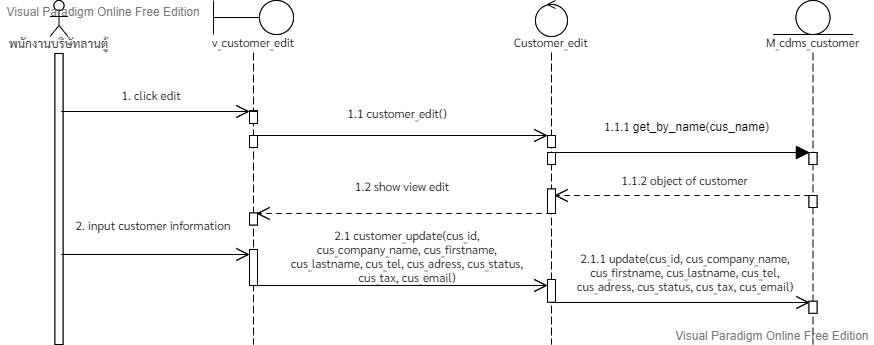 Visual Paradigm Online Free Edition
พนักงานบริษัทลานตู้
v_customer_edit
Customer_edit
M_cdms_customer
1. click edit
1.1 customer_edit()
1.1.1 get_by_name(cus_name)
1.1.2 object of customer
1.2 show view edit
2. input customer information
2.1 customer_update(cus_id,
cus_company_name, cus_firstname,
cus_lastname, cus_tel, cus_adress, cus_status,
cus_tax, cus_email)
2.1.1 update(cus_id, cus_company_name,
cus_firstname, cus_lastname, cus_tel,
cus_adress, cus_status, cus_tax, cus_email)
Visual Paradigm Online Free Edition